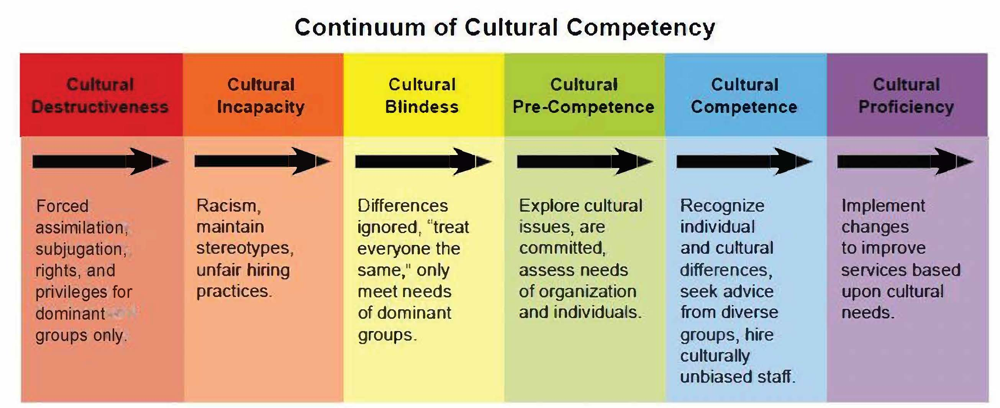 Continuum of Cultural Competency
Cultural
Destructiveness
Cultural
Incapacity
Cultural
Blindess
Cultural
Pre-Competence
Cultural
Competence
Cultural
Proficiency
Forced
assimilation,
subjugation,
rights, and
privileges for
dominant
groups only.
Racism,
maintain
stereotypes,
unfair hiring
practices.
Differences
ignored, "treat
everyone the
same," only
meet needs
of dominant
groups.
Explore cultural
issues, are
committed,
assess needs
of organization
and individuals.
Recognize
individual
and cultural
differences,
seek advice
from diverse
groups, hire
culturally
unbiased staff.
Implement
changes
to improve
services based
upon cultural
needs.